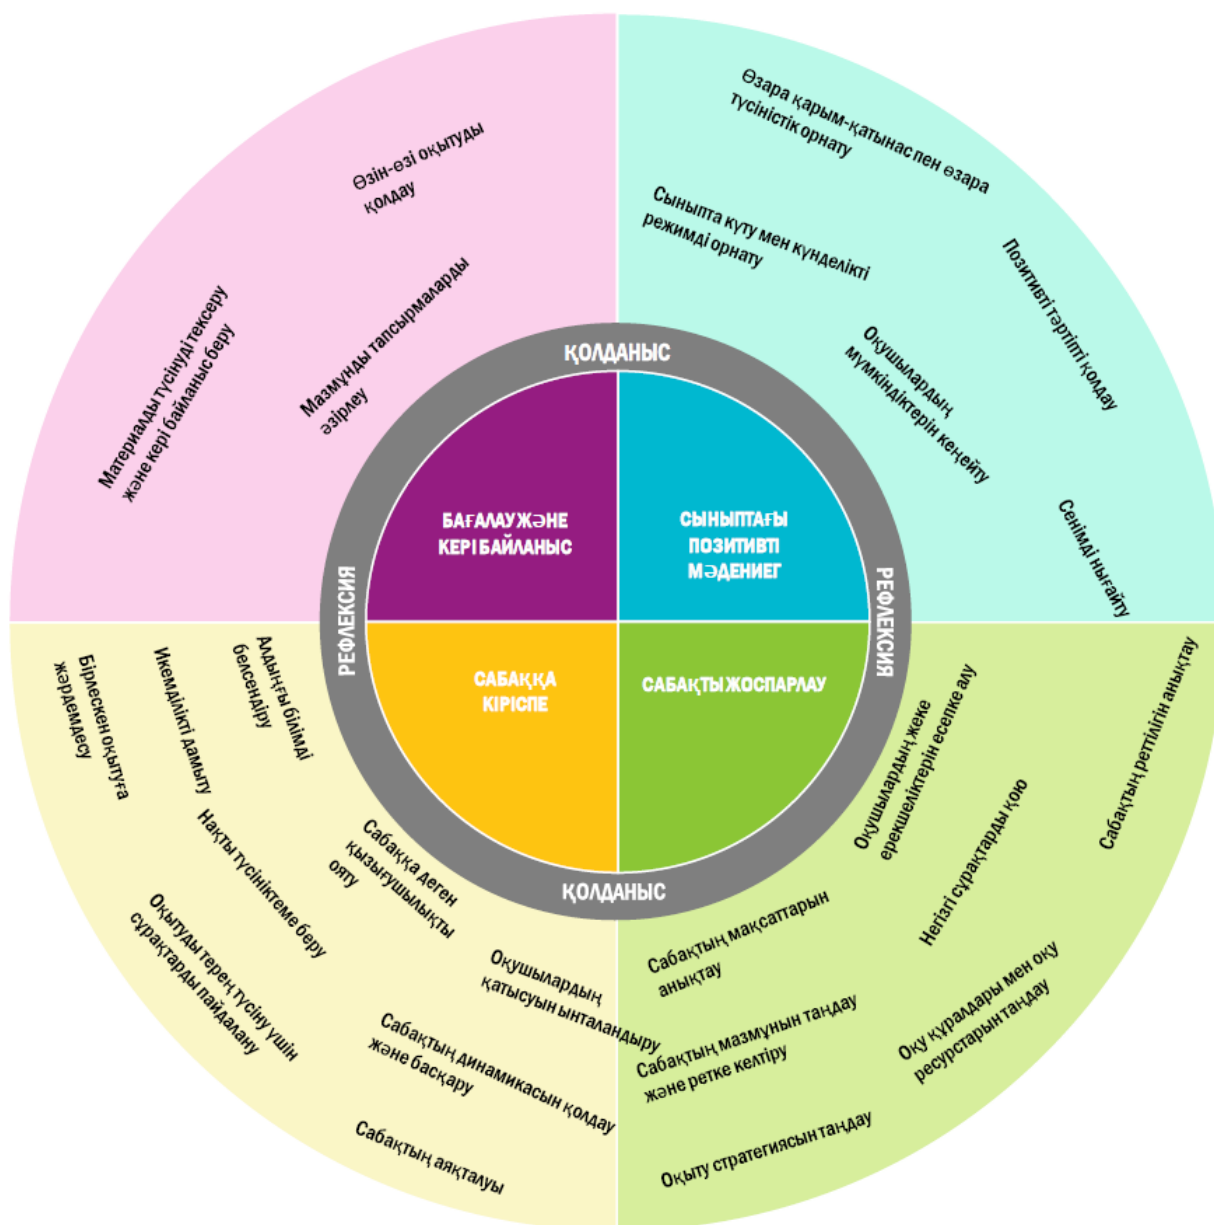 Өзін-өзі оқытуды
қолдау
Мазмұнды тапсырмаларды
әзірлеу
Материалды түсінуді тексеру
және кері байланыс беру
Өзара қарым-қатынас пен өзара
түсіністік орнату
Сыныпта күту мен күнделікті
режимді орнату
Позитивті тәртіпті қолдау
Оқушылардың
мүмкіндіктерін кеңейту
Сенімді нығайту
ҚОЛДАНЫС
РЕФЛЕКСИЯ
БАҒАЛАУ ЖӘНЕ
КЕРІ БАЙЛАНЫС
СЫНЫПТАҒЫ
ПОЗИТИВТІ
МӘДЕНИЕГ
РЕФЛЕКСИЯ
САБАҚҚА
КІРІСПЕ
САБАҚТЫ ЖОСПАРЛАУ
ҚОЛДАНЫС
Бірлескен оқытуға
жәрдемдесу
Икемділікті дамыту
Алдыңғы білімді
белсендіру
Нақты түсініктеме беру
Сабаққа деген
қызығушылықты
ояту
Оқытуды терең түсіну үшін
сұрақтарды пайдалану
Оқушылардың
қатысуын ынталандыру
Сабақтың динамикасын қолдау
және басқару
Сабақтың аяқталуы
Оқушылардың жеке
ерекшеліктерін есепке алу
Сабақтың реттілігін анықтау
Негізгі сұрақтарды қою
Сабақтың мақсаттарын
анықтау
Сабақтың мазмұнын таңдау
және ретке келтіру
Оқу құралдары мен оқу
ресурстарын таңдау
Оқыту стратегиясын таңдау